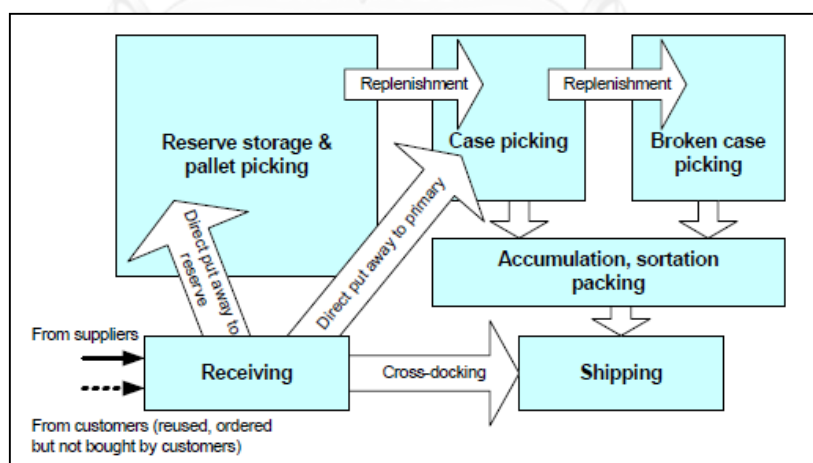 Replenishment
Replenishment
Reserve storage &
pallet picking
Case picking
Broken case
picking
Direct put away to
reserve
Direct put away to primary
Accumulation, sortation
packing
From suppliers
Receiving
Cross-docking
Shipping
From customers (reused, ordered
but not bought by customers)